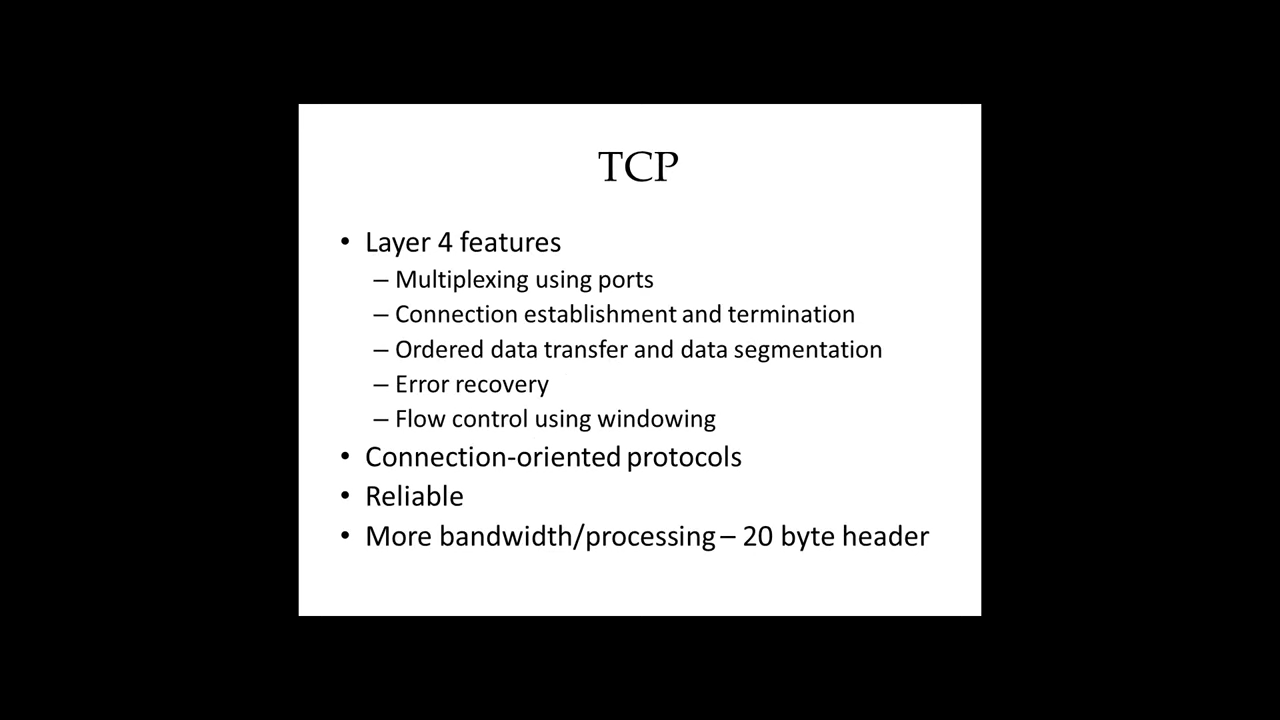 TCP
• Layer 4 features
– Multiplexing using ports
– Connection establishment and termination
– Ordered data transfer and data segmentation
– Error recovery
– Flow control using windowing
• Connection-oriented protocols
• Reliable
• More bandwidth/processing – 20 byte header